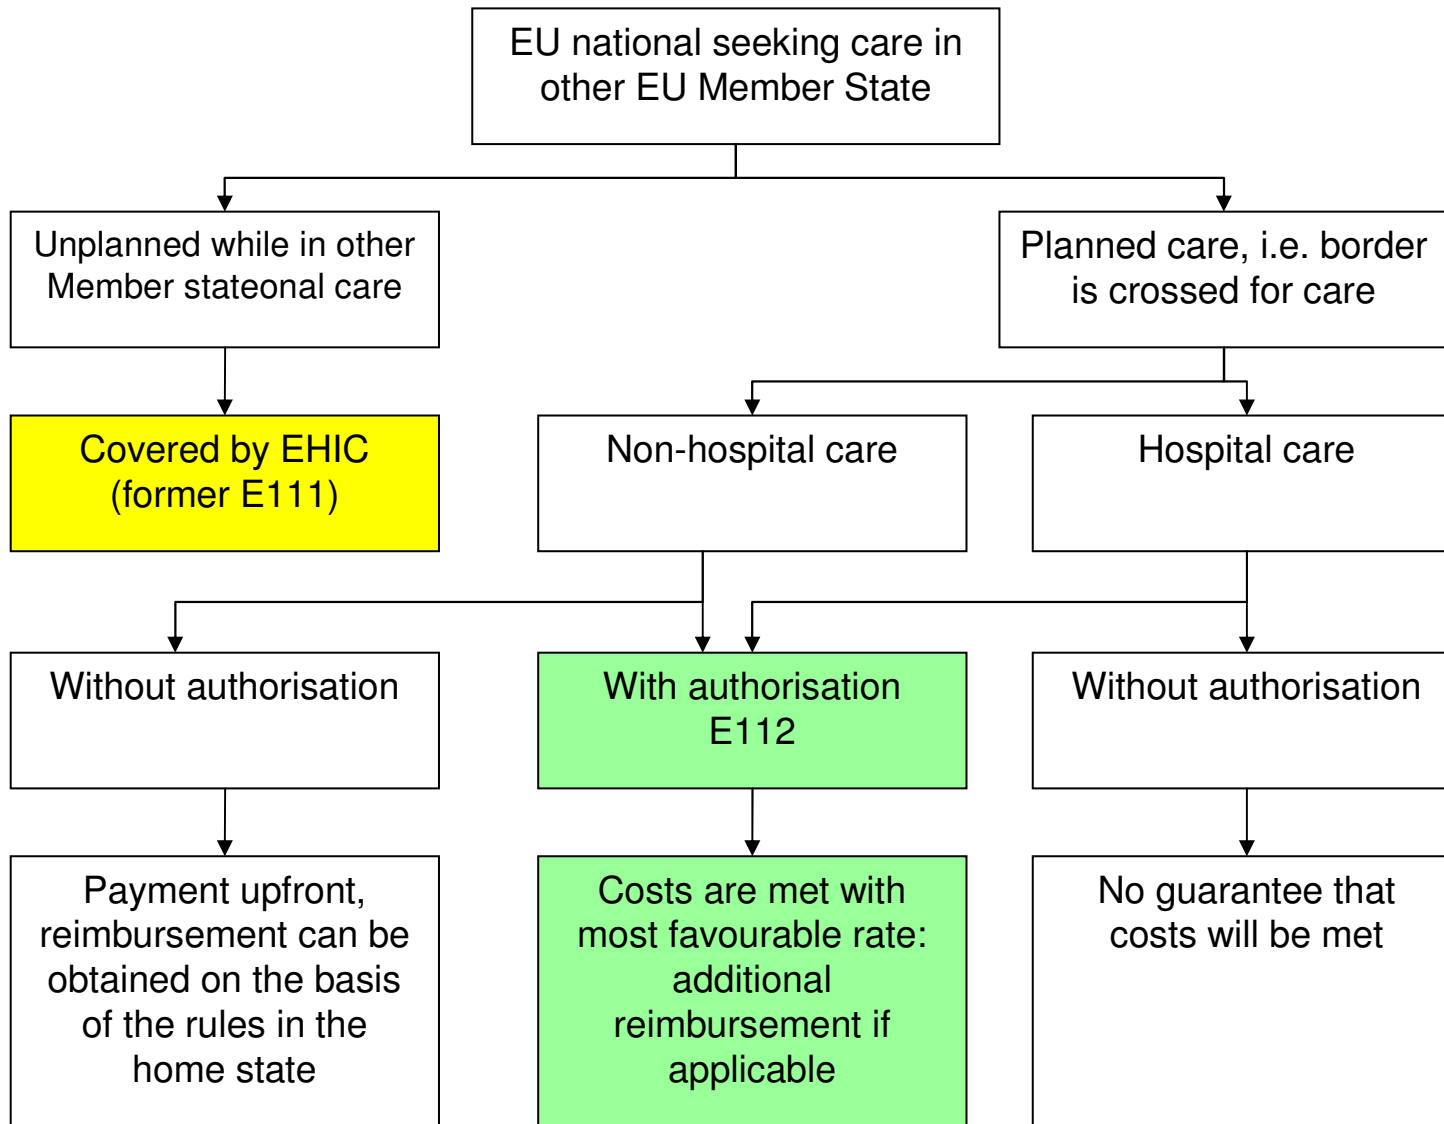 EU national seeking care in
other EU Member State
Unplanned while in other
Member stateonal care
Planned care, i.e. border
is crossed for care
Covered by EHIC
(former E111)
Non-hospital care
Hospital care
Without authorisation
With authorisation
E112
Without authorisation
Payment upfront,
reimbursement can be
obtained on the basis
of the rules in the
home state
Costs are met with
most favourable rate:
additional
reimbursement if
applicable
No guarantee that
costs will be met